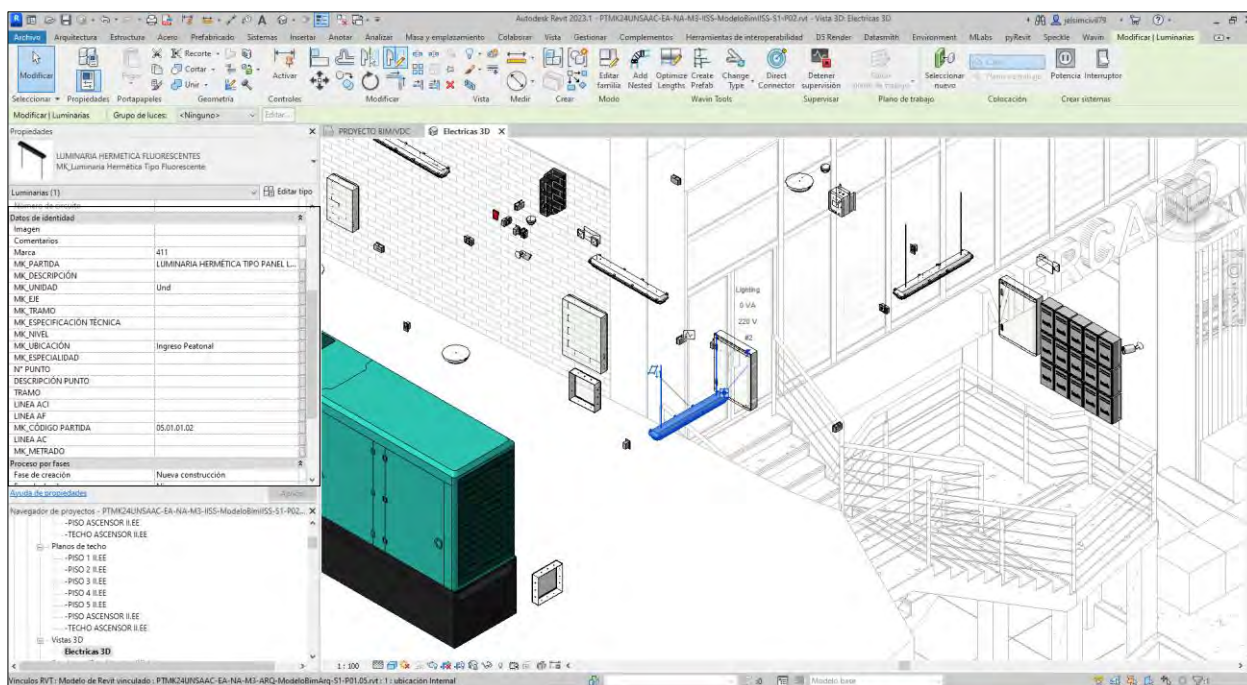 Autodesk Revit 2023.1 - PTMK24UNSAAC-EA-NA-M3-IISS-ModeloBimIISS-S1-P02.rvt - Vista 3D: Electricas 3D
jelsimcivil79
Archivo Arquitectura Estructura Acero Prefabricado Sistemas Insertar Anotar Analizar Masa y emplazamiento Colaborar Vista Gestionar Complementos Herramientas de interoperabilidad D5 Render Datasmith Environment MLabs pyRevit Speckle Wavin Modificar | Luminarias
Modificar
Recorte
Cortar
Unir
Activar
Editar familia
Add Nested
Optimize Lengths
Create Prefab
Change Type
Direct Connector
Detener supervisión
Seleccionar nuevo
Potencia Interruptor
Seleccionar Propiedades Portapapeles Geometría Controles Modificar Vista Medir Crear Modo Wavin Tools Supervisar Plano de trabajo Colocación Crear sistemas
Modificar | Luminarias Grupo de luces: <Ninguno> Editar...
Propiedades X
PROYECTO BIM/VDC Electricas 3D X
LUMINARIA HERMETICA FLUORESCENTES
MK_Luminaria Hermética Tipo Fluorescente
Luminarias (1) Editar tipo
Número de circuito
Datos de identidad
Imagen
Comentarios
Marca 411
MK_PARTIDA LUMINARIA HERMÉTICA TIPO PANEL L...
MK_DESCRIPCIÓN
MK_UNIDAD Und
MK_EJE
MK_TRAMO
MK_ESPECIFICACIÓN TÉCNICA
MK_NIVEL
MK_UBICACIÓN Ingreso Peatonal
MK_ESPECIALIDAD
N° PUNTO
DESCRIPCIÓN PUNTO
TRAMO
LINEA ACI
LINEA AF
MK_CÓDIGO PARTIDA 05.01.01.02
LINEA AC
MK_METRADO
Proceso por fases
Fase de creación Nueva construcción
Ayuda de propiedades Aplicar
Navegador de proyectos - PTMK24UNSAAC-EA-NA-M3-IISS-ModeloBimIISS-S1-P02... X
-PISO ASCENSOR II.EE
-TECHO ASCENSOR II.EE
Planos de techo
-PISO 1 II.EE
-PISO 2 II.EE
-PISO 3 II.EE
-PISO 4 II.EE
-PISO 5 II.EE
-PISO ASCENSOR II.EE
-TECHO ASCENSOR II.EE
Vistas 3D
Electricas 3D
Lighting
0 VA
220 V
#2
1 : 100
Vínculos RVT : Modelo de Revit vinculado : PTMK24UNSAAC-EA-NA-M3-ARQ-ModeloBimArq-S1-P01.05.rvt : 1 : ubicación Internal
Modelo base